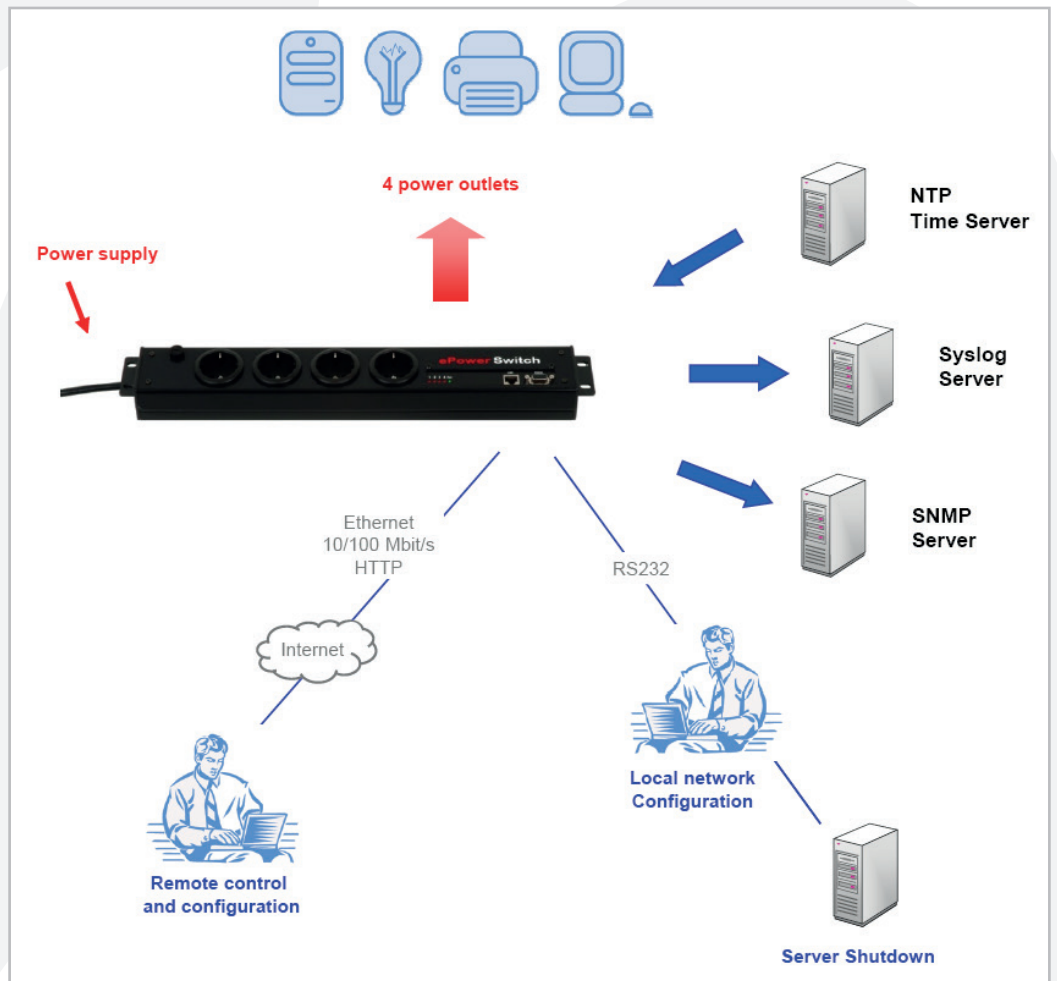 4 power outlets
NTP
Time Server
Power supply
ePower Switch
Syslog
Server
SNMP
Server
Ethernet
10/100 Mbit/s
HTTP
RS232
Internet
Local network
Configuration
Remote control
and configuration
Server Shutdown